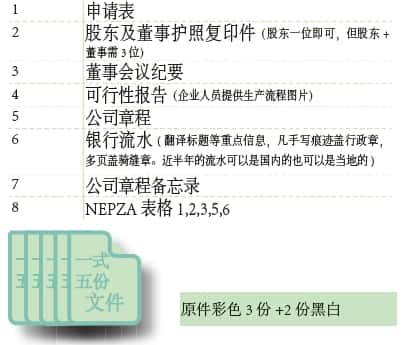 1 申请表
2 股东及董事护照复印件（股东一位即可，但股东 +
董事需 3 位）
3 董事会议纪要
4 可行性报告（企业人员提供生产流程图片）
5 公司章程
6 银行流水（翻译标题等重点信息，凡手写痕迹盖行政章，
多页盖骑缝章。近半年的流水可以是国内的也可以是当地的）
7 公司章程备忘录
8 NEPZA 表格 1,2,3,5,6
一式
五份
文件
原件彩色 3 份 +2 份黑白